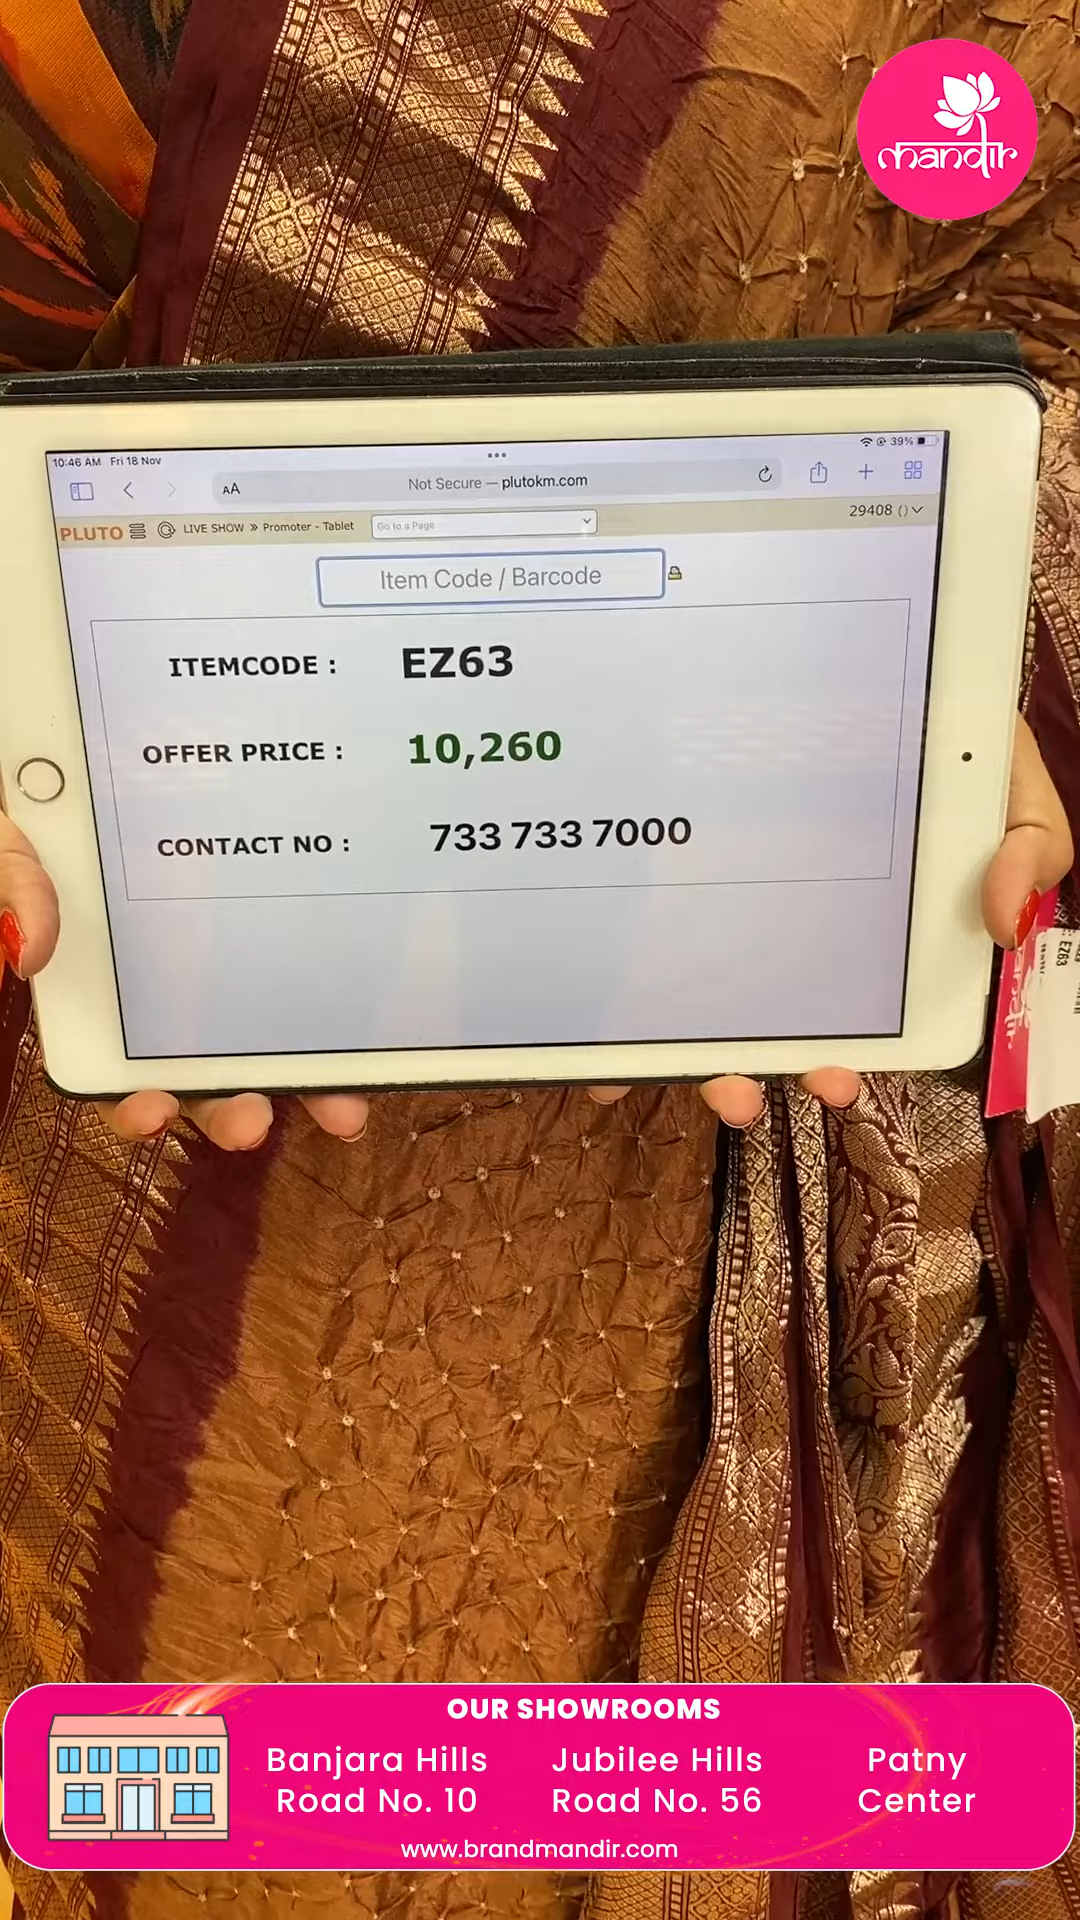 mandir
10:46 AM Fri 18 Nov
39%
AA
Not Secure — plutokm.com
PLUTO
LIVE SHOW » Promoter - Tablet
Go to a Page
29408 ()
Item Code / Barcode
ITEMCODE : EZ63
OFFER PRICE : 10,260
CONTACT NO : 733 733 7000
EZ63
OUR SHOWROOMS
Banjara Hills
Road No. 10
Jubilee Hills
Road No. 56
Patny
Center
www.brandmandir.com